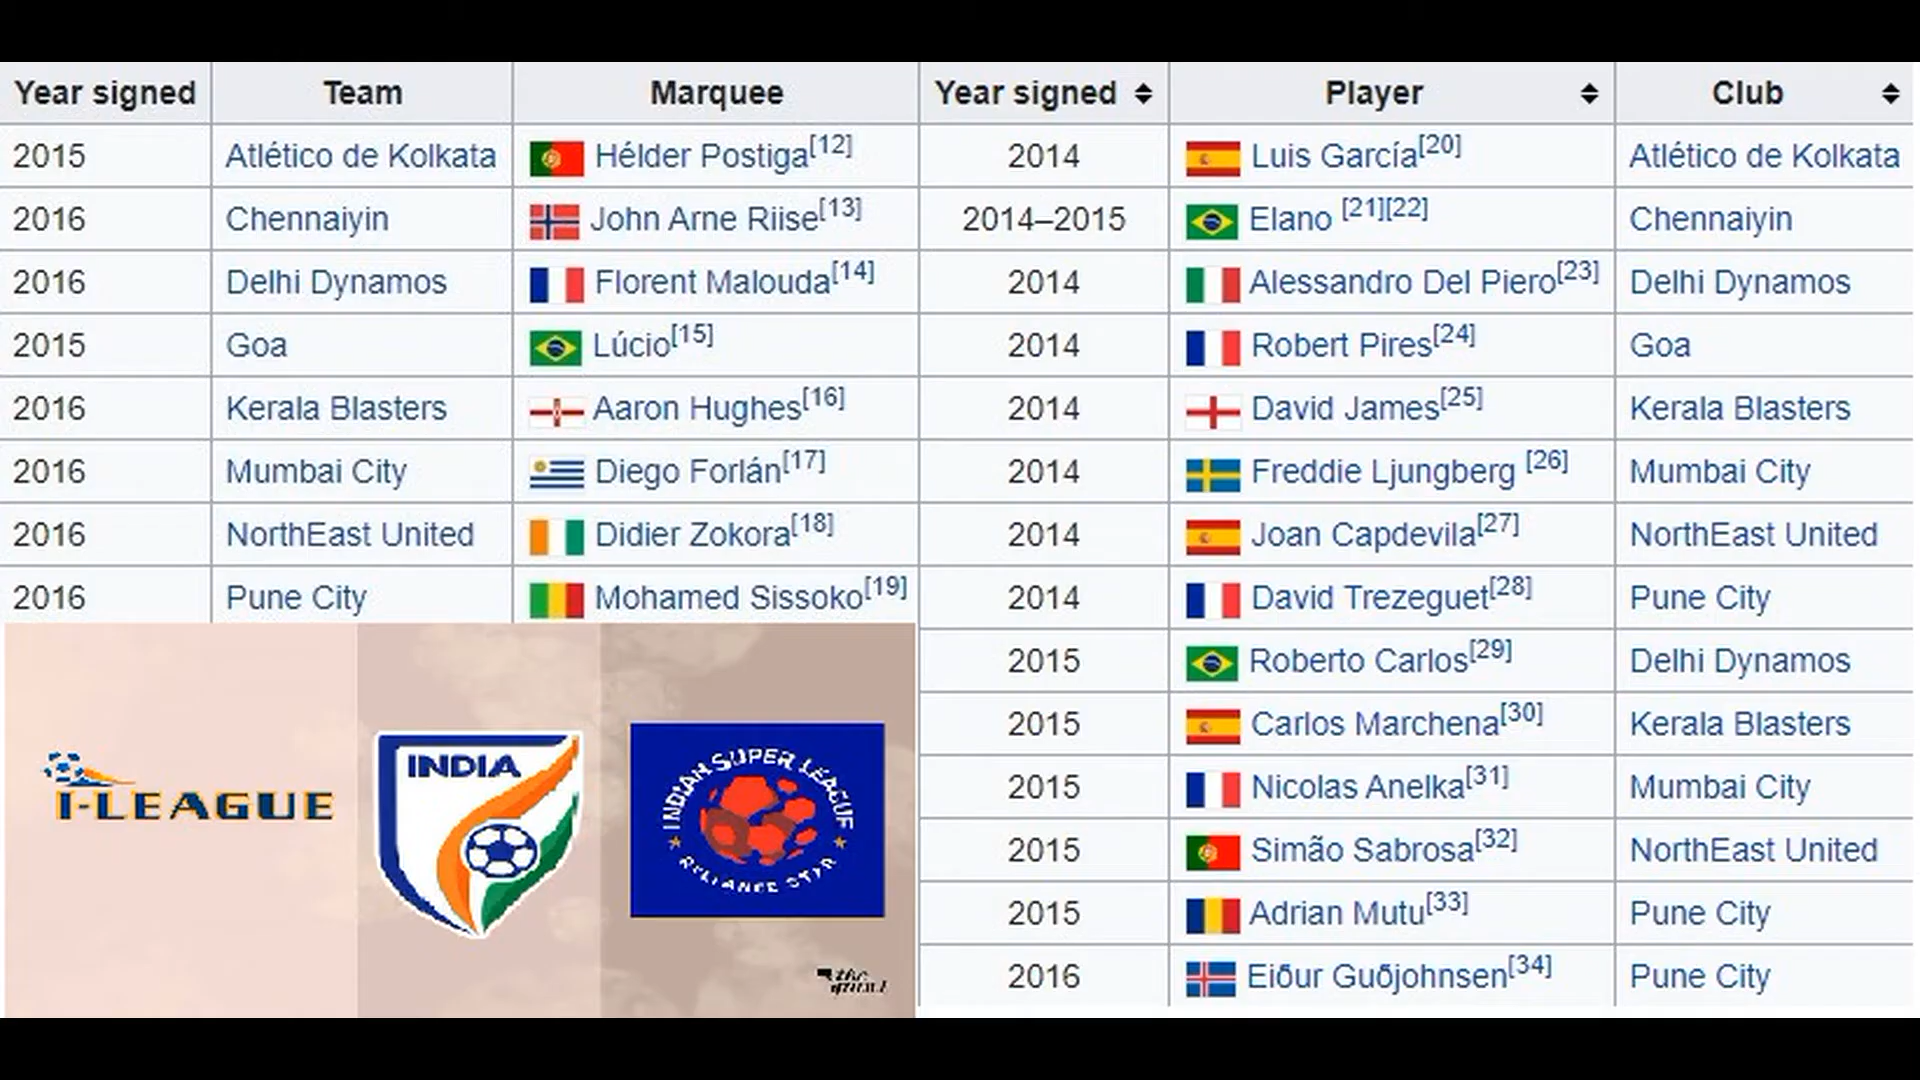 Year signed Team Marquee
2015 Atlético de Kolkata Hélder Postiga[12]
2016 Chennaiyin John Arne Riise[13]
2016 Delhi Dynamos Florent Malouda[14]
2015 Goa Lúcio[15]
2016 Kerala Blasters Aaron Hughes[16]
2016 Mumbai City Diego Forlán[17]
2016 NorthEast United Didier Zokora[18]
2016 Pune City Mohamed Sissoko[19]
I-LEAGUE
INDIA
INDIAN SUPER LEAGUE
RELIANCE STAR
the quint
Year signed Player Club
2014 Luis García[20] Atlético de Kolkata
2014–2015 Elano [21][22] Chennaiyin
2014 Alessandro Del Piero[23] Delhi Dynamos
2014 Robert Pires[24] Goa
2014 David James[25] Kerala Blasters
2014 Freddie Ljungberg [26] Mumbai City
2014 Joan Capdevila[27] NorthEast United
2014 David Trezeguet[28] Pune City
2015 Roberto Carlos[29] Delhi Dynamos
2015 Carlos Marchena[30] Kerala Blasters
2015 Nicolas Anelka[31] Mumbai City
2015 Simão Sabrosa[32] NorthEast United
2015 Adrian Mutu[33] Pune City
2016 Eiður Guðjohnsen[34] Pune City